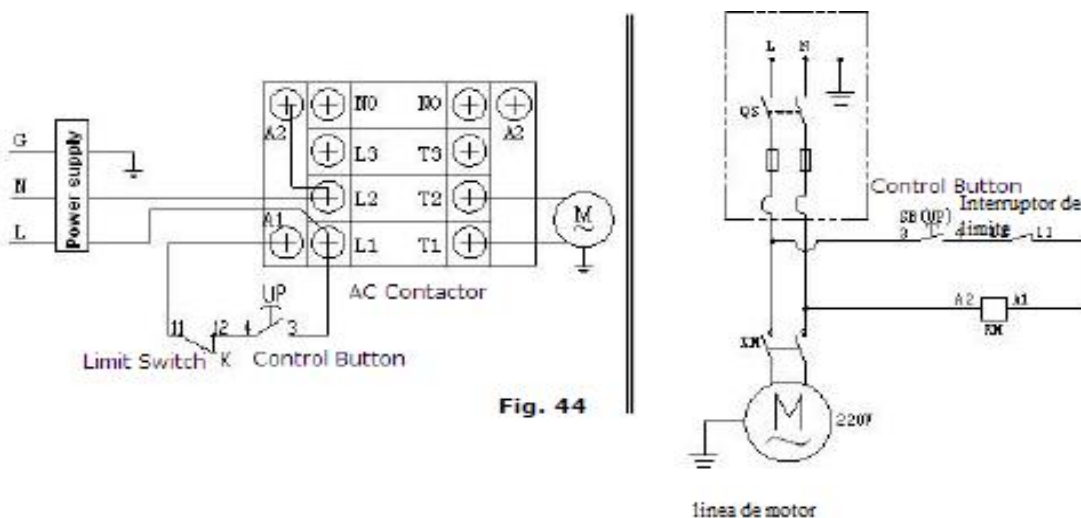 A2 NO NO A2
G
L3 T3
Power supply
N
L2 T2
M
L
A1
L1 T1
UP
AC Contactor
11 12 4 3
Limit Switch K Control Button
Fig. 44
L N
QS
Control Button
SB(UP) Interruptor de
limite
3 4 11
A2 A1
KM
KM
M
220V
linea de motor